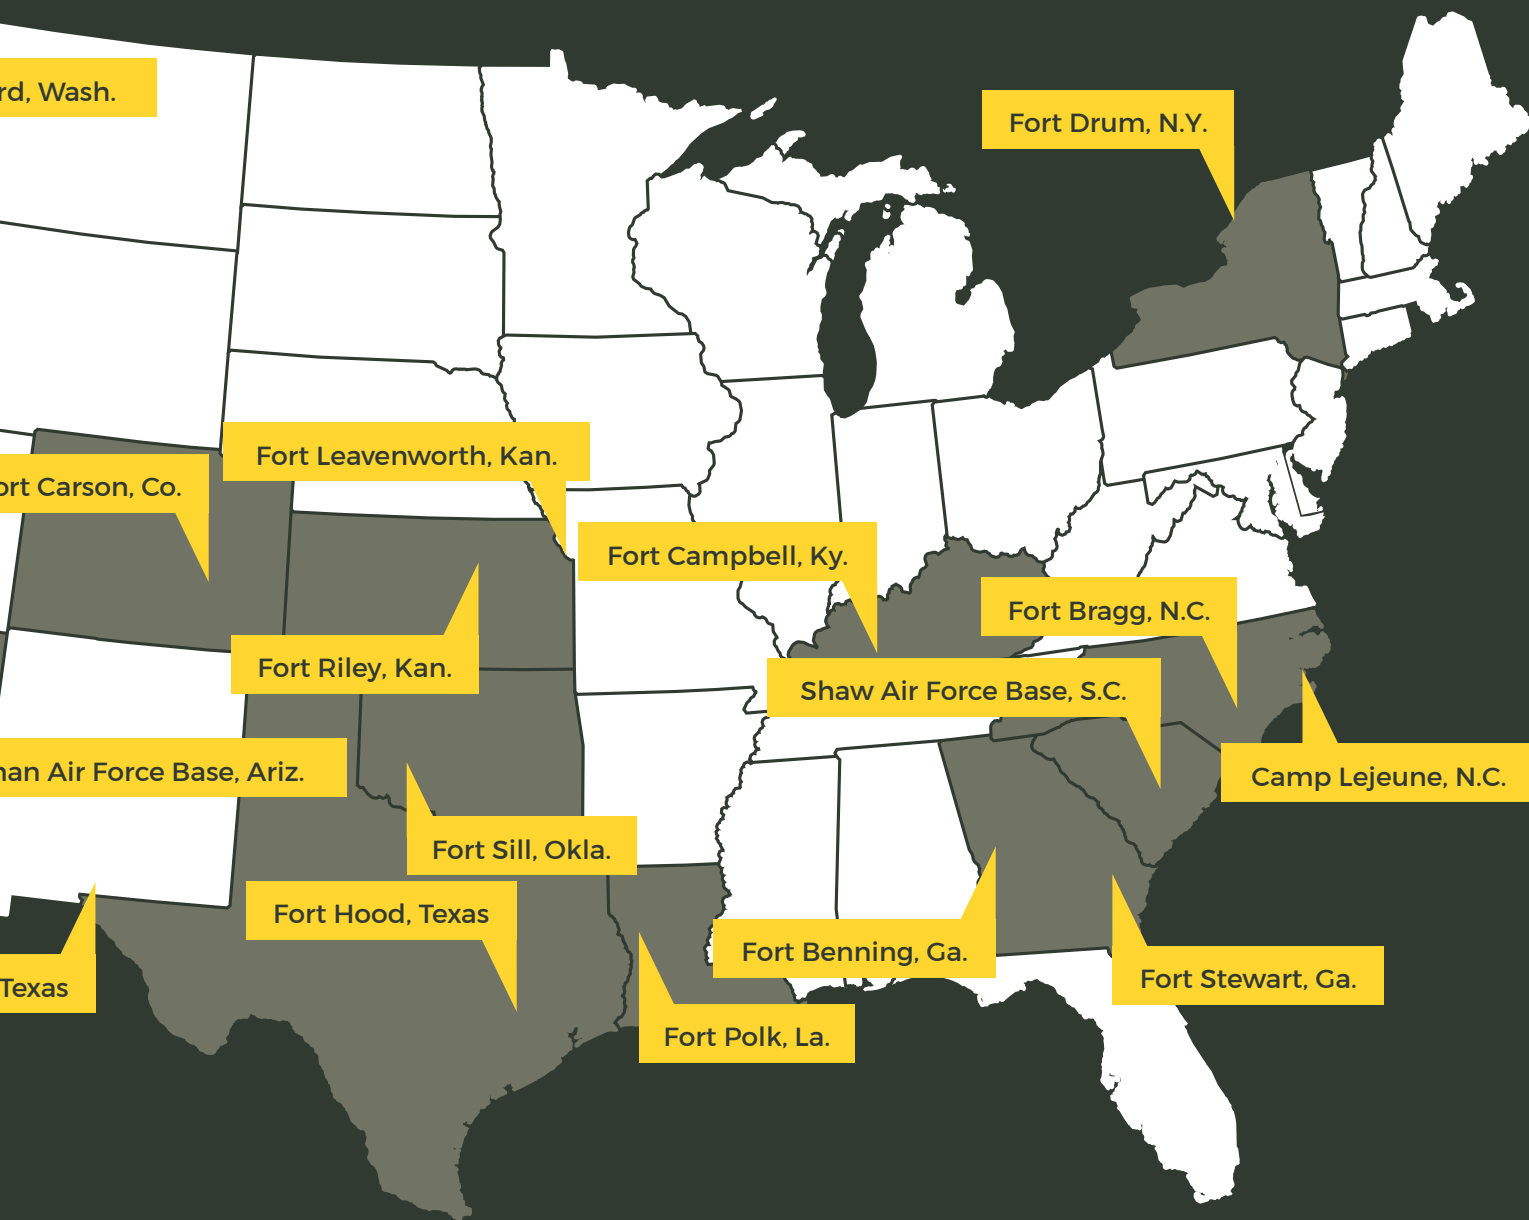 rd, Wash.
Fort Drum, N.Y.
Fort Leavenworth, Kan.
ort Carson, Co.
Fort Campbell, Ky.
Fort Bragg, N.C.
Fort Riley, Kan.
Shaw Air Force Base, S.C.
nan Air Force Base, Ariz.
Camp Lejeune, N.C.
Fort Sill, Okla.
Fort Hood, Texas
Fort Benning, Ga.
Fort Stewart, Ga.
Texas
Fort Polk, La.